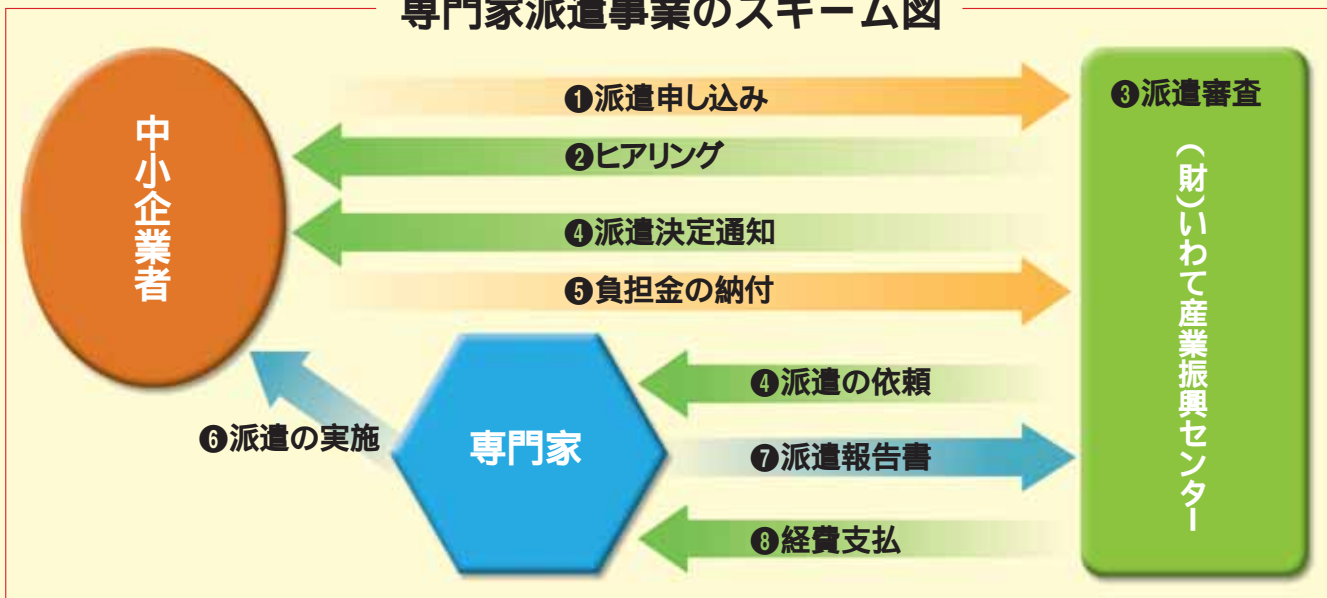 専門家派遣事業のスキーム図
中小企業者
❶派遣申し込み
❷ヒアリング
❸派遣審査
(財)いわて産業振興センター
❹派遣決定通知
❺負担金の納付
❹派遣の依頼
❻派遣の実施
専門家
❼派遣報告書
❽経費支払